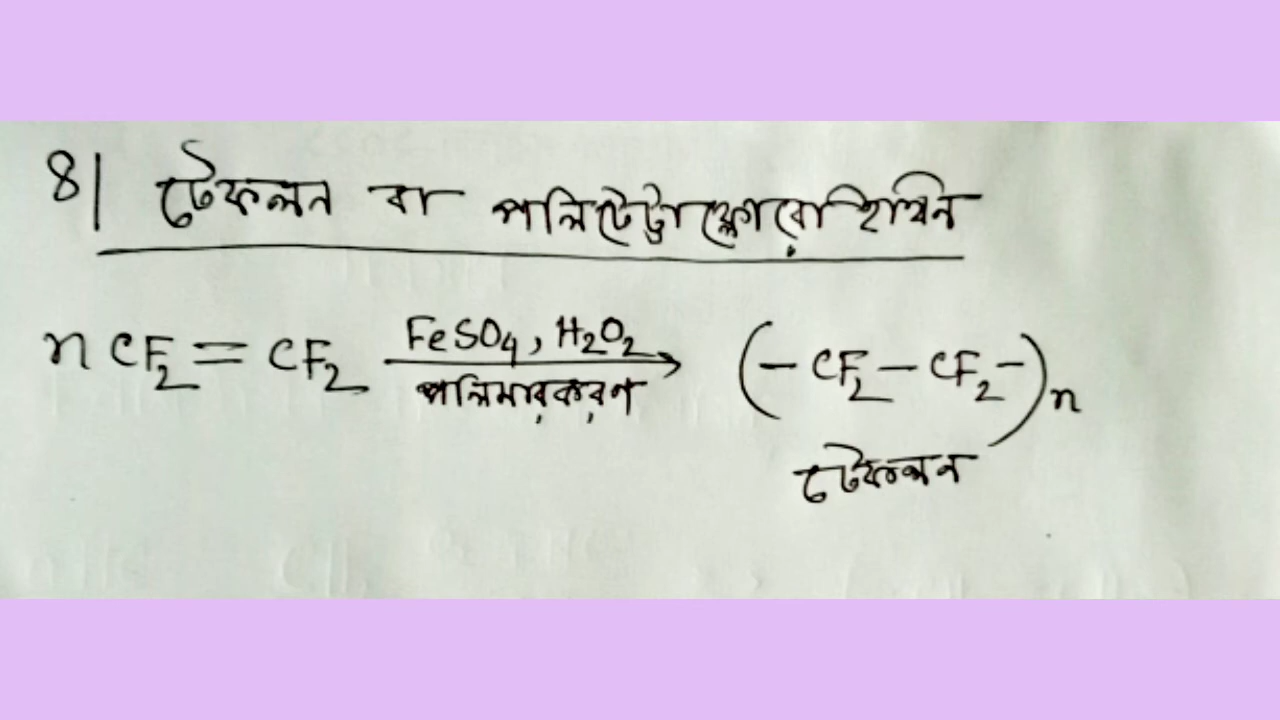 ৪| টেফলন বা পলিটেট্রাফ্লোরোইথিন
n CF₂ = CF₂ FeSO₄, H₂O₂ পলিমারকরণ (– CF₂ – CF₂ –)n
টেফলন